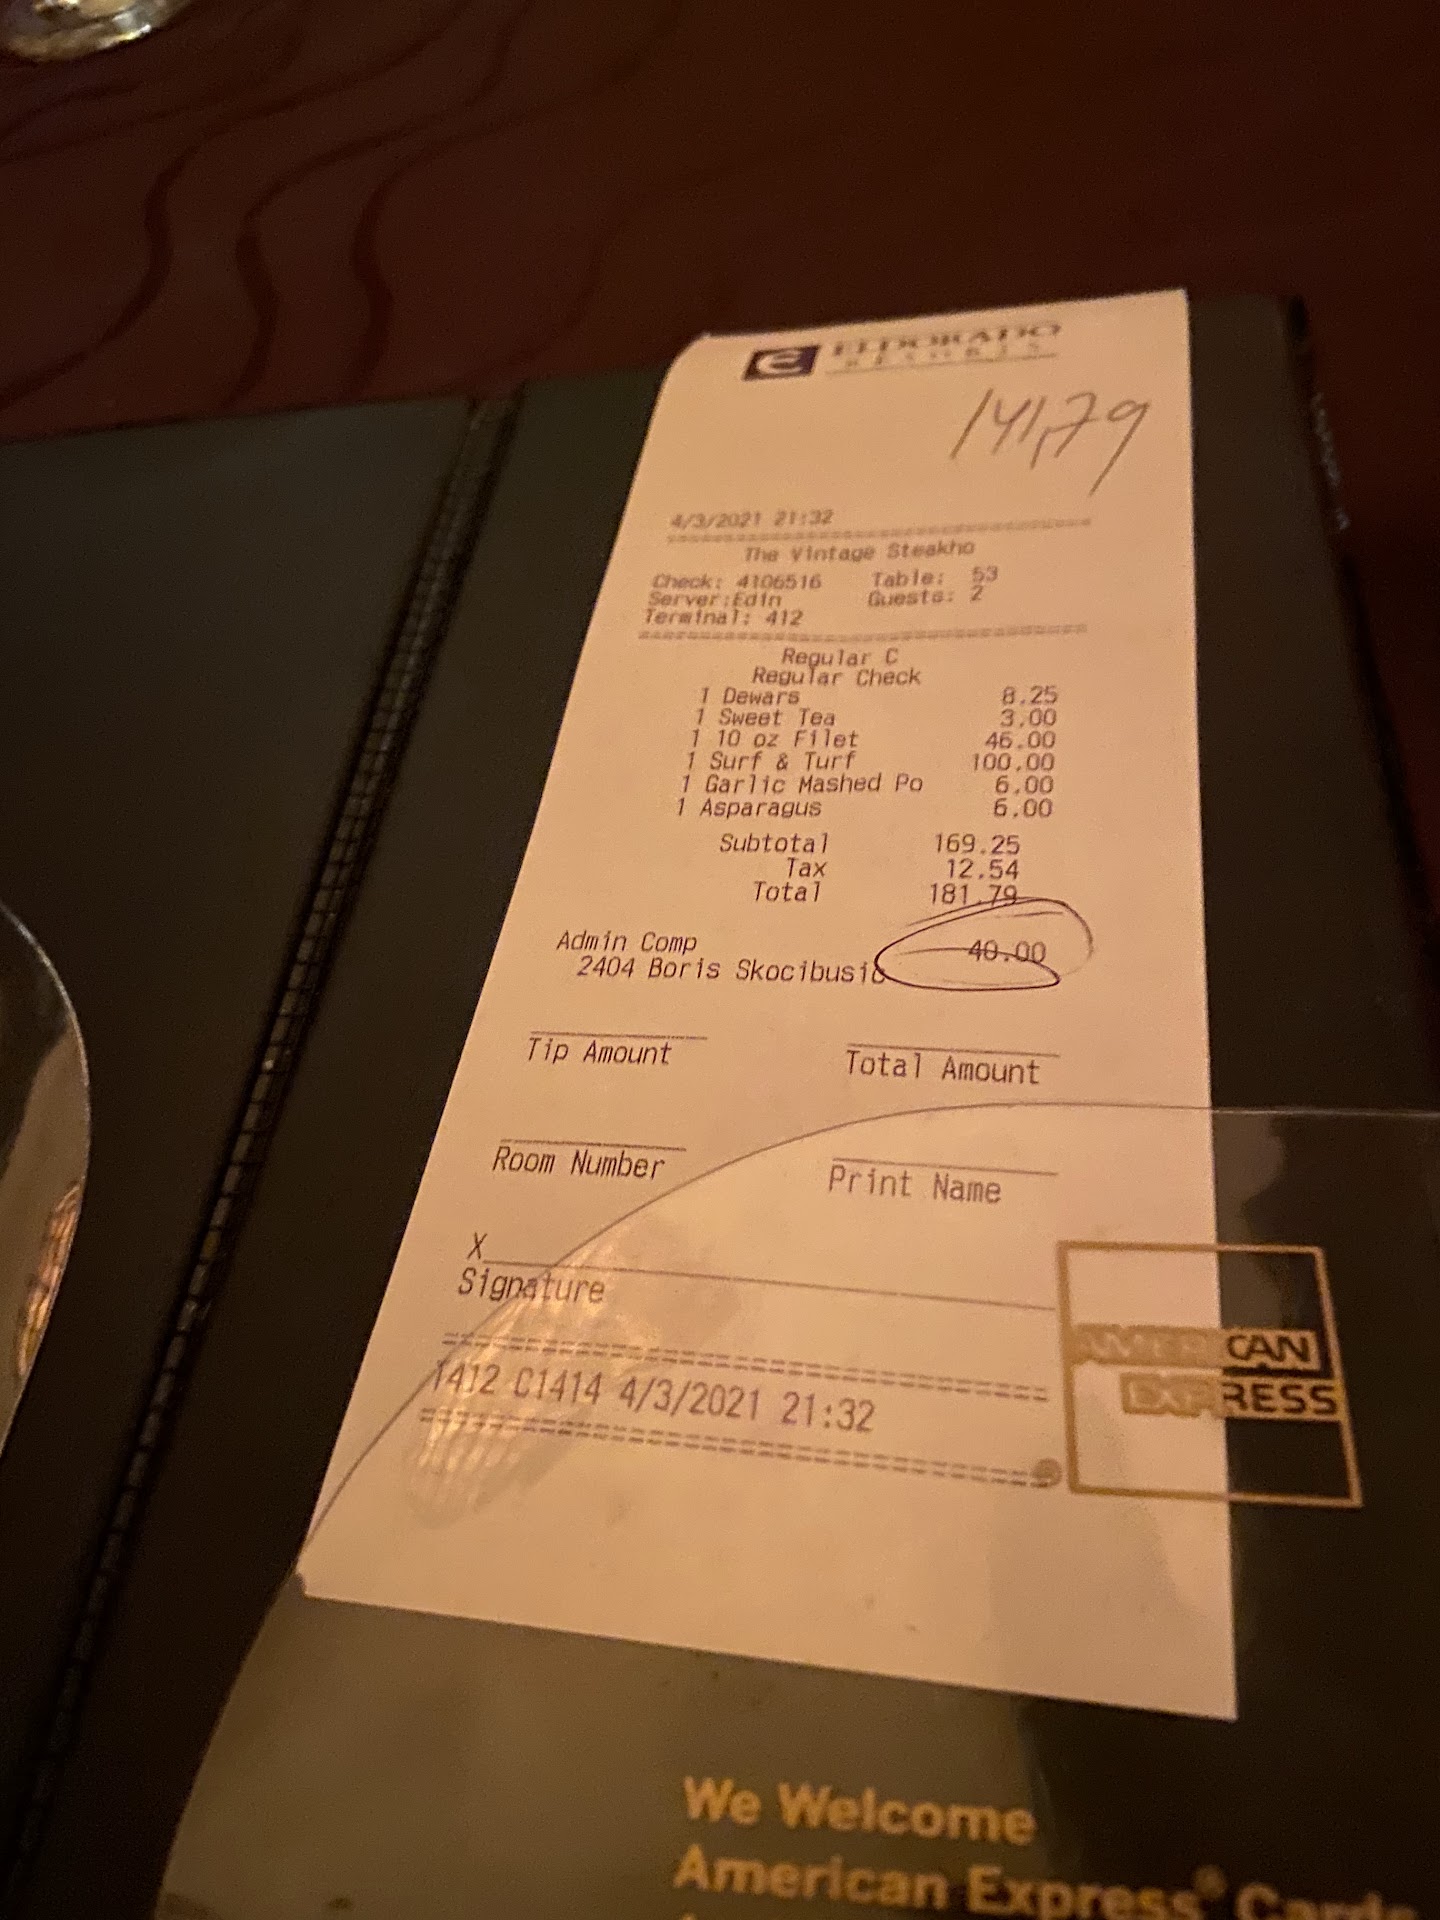 ELDORADO
RESORTS
141.79
4/3/2021 21:32
The Vintage Steakho
Check: 4106516 Table: 53
Server:Edin Guests: 2
Terminal: 412
Regular C
Regular Check
1 Dewars 8.25
1 Sweet Tea 3.00
1 10 oz Filet 46.00
1 Surf & Turf 100.00
1 Garlic Mashed Po 6.00
1 Asparagus 6.00
Subtotal 169.25
Tax 12.54
Total 181.79
Admin Comp 40.00
2404 Boris Skocibusic
Tip Amount Total Amount
Room Number Print Name
X
Signature
T412 C1414 4/3/2021 21:32
AMERICAN
EXPRESS
We Welcome
American Express® Cards